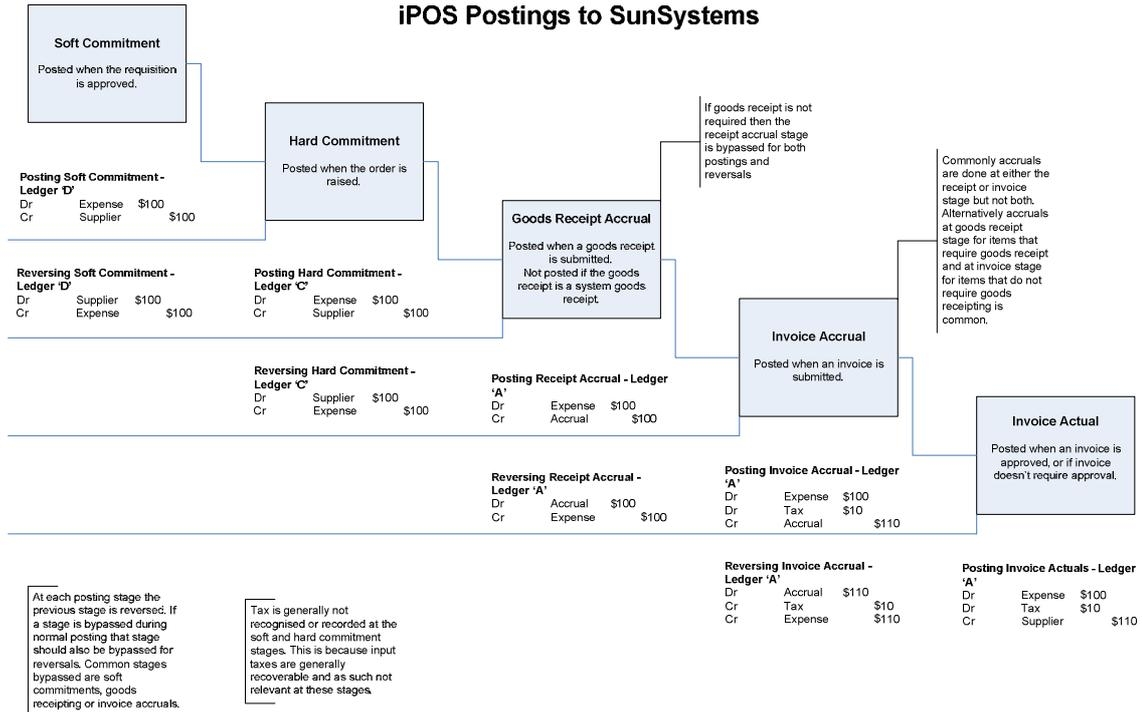 iPOS Postings to SunSystems
Soft Commitment
Posted when the requisition
is approved.
Hard Commitment
Posted when the order is
raised.
If goods receipt is not
required then the
receipt accrual stage
is bypassed for both
postings and
reversals
Commonly accruals
are done at either the
receipt or invoice
stage but not both.
Alternatively accruals
at goods receipt
stage for items that
require goods receipt
and at invoice stage
for items that do not
require goods
receipting is
common.
Posting Soft Commitment -
Ledger 'D'
Dr Expense $100
Cr Supplier $100
Goods Receipt Accrual
Posted when a goods receipt
is submitted.
Not posted if the goods
receipt is a system goods
receipt.
Reversing Soft Commitment -
Ledger 'D'
Dr Supplier $100
Cr Expense $100
Posting Hard Commitment -
Ledger 'C'
Dr Expense $100
Cr Supplier $100
Invoice Accrual
Posted when an invoice is
submitted.
Reversing Hard Commitment -
Ledger 'C'
Dr Supplier $100
Cr Expense $100
Posting Receipt Accrual - Ledger
'A'
Dr Expense $100
Cr Accrual $100
Invoice Actual
Posted when an invoice is
approved, or if invoice
doesn't require approval.
Reversing Receipt Accrual -
Ledger 'A'
Dr Accrual $100
Cr Expense $100
Posting Invoice Accrual - Ledger
'A'
Dr Expense $100
Dr Tax $10
Cr Accrual $110
Reversing Invoice Accrual -
Ledger 'A'
Dr Accrual $110
Cr Tax $10
Cr Expense $110
Posting Invoice Actuals - Ledger
'A'
Dr Expense $100
Dr Tax $10
Cr Supplier $110
At each posting stage the
previous stage is reversed. If
a stage is bypassed during
normal posting that stage
should also be bypassed for
reversals. Common stages
bypassed are soft
commitments, goods
receipting or invoice accruals.
Tax is generally not
recognised or recorded at the
soft and hard commitment
stages. This is because input
taxes are generally
recoverable and as such not
relevant at these stages.